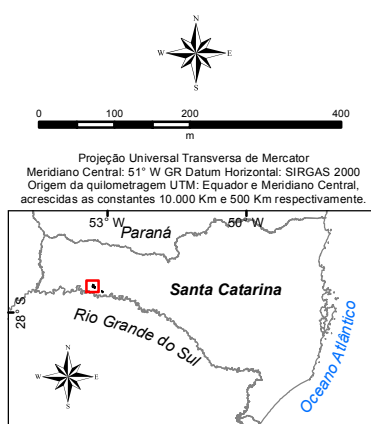 N
W E
S
0 100 200 400
m
Projeção Universal Transversa de Mercator
Meridiano Central: 51° W GR Datum Horizontal: SIRGAS 2000
Origem da quilometragem UTM: Equador e Meridiano Central,
acrescidas as constantes 10.000 Km e 500 Km respectivamente.
53° W 50° W
Paraná
Santa Catarina
28° S
Rio Grande do Sul
Oceano Atlântico
N
W E
S